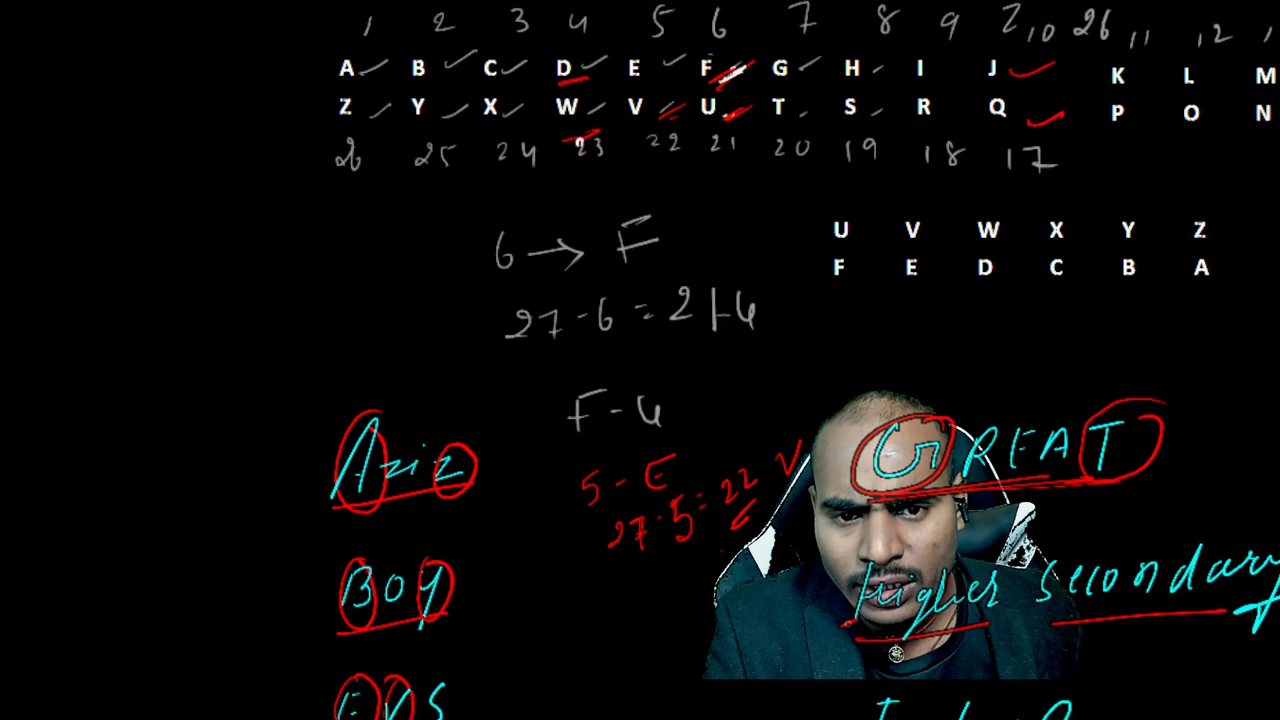 1 2 3 4 5 6 7 8 9 10 26 11 12
A B C D E F G H I J K L M
Z Y X W V U T S R Q P O N
26 25 24 23 22 21 20 19 18 17
6 → F
U V W X Y Z
F E D C B A
27-6=21-U
F-U
Aziz
GREAT
5-E
27-5=22 V
Boy
Higher Secondary